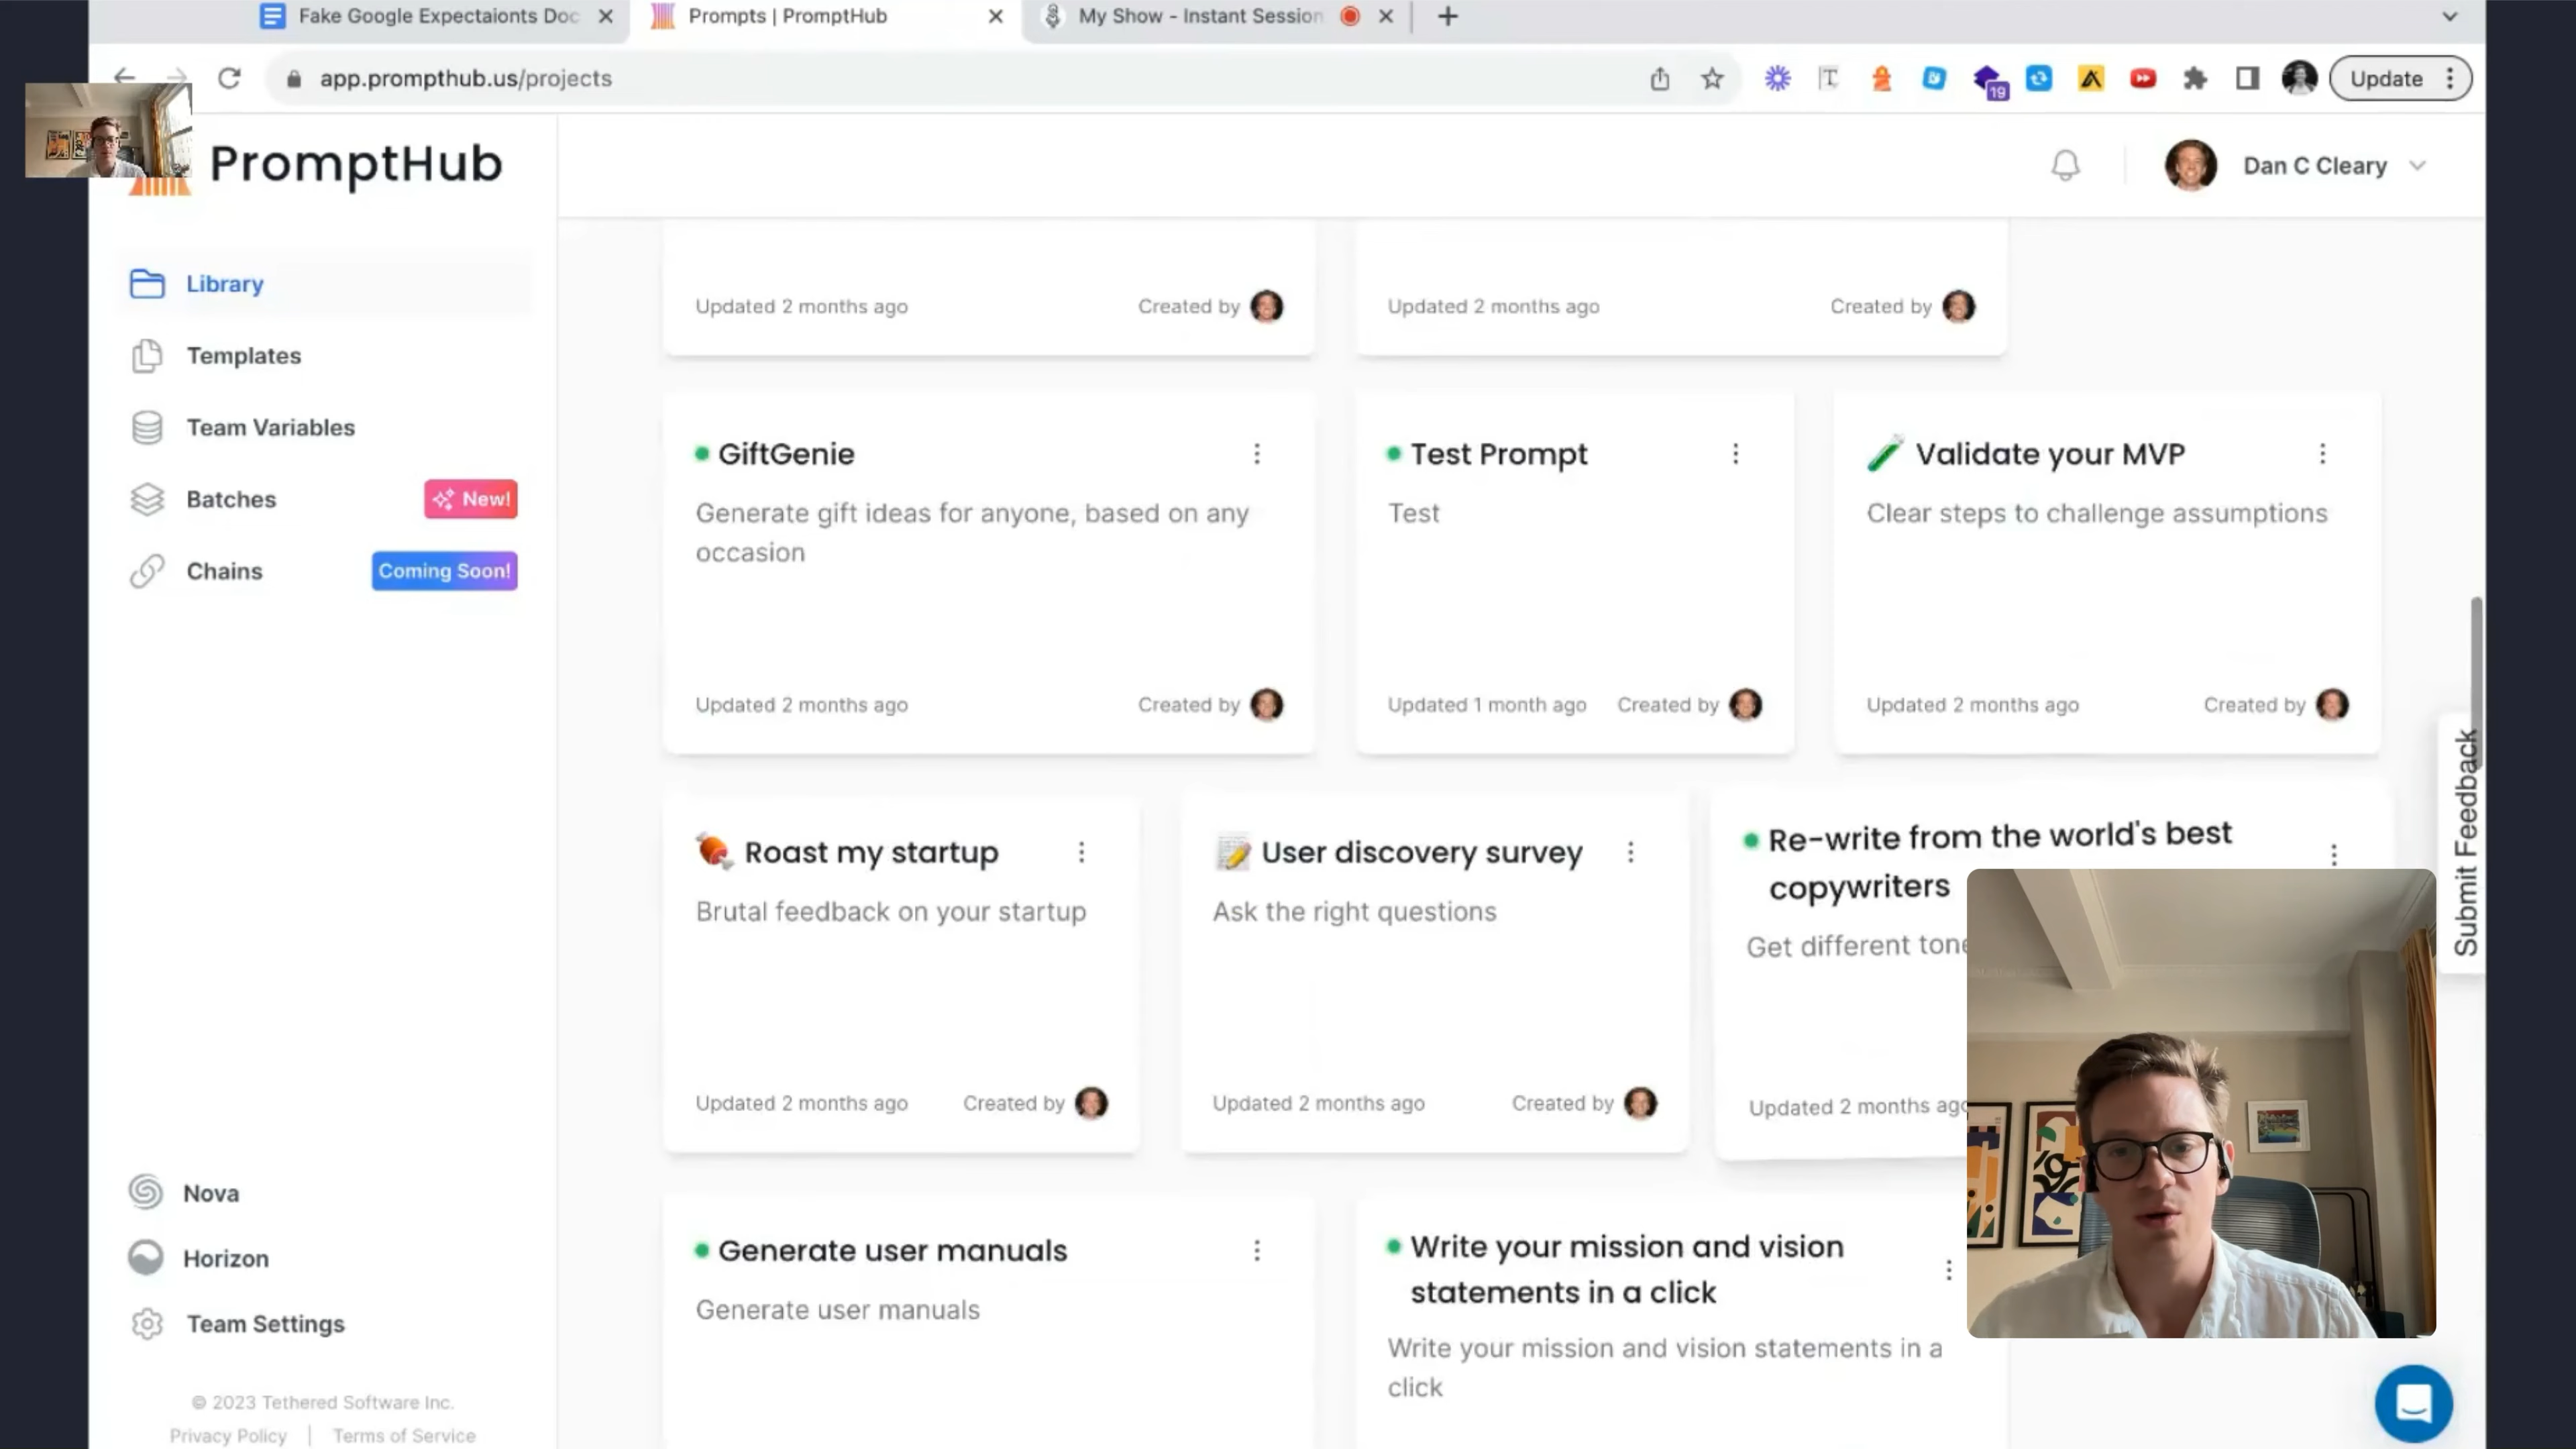 Fake Google Expectaionts Doc
Prompts | PromptHub
My Show - Instant Session
app.prompthub.us/projects
19
Update
PromptHub
Dan C Cleary
Library
Templates
Team Variables
Batches
New!
Chains
Coming Soon!
Updated 2 months ago
Created by
Updated 2 months ago
Created by
GiftGenie
Generate gift ideas for anyone, based on any
occasion
Updated 2 months ago
Created by
Test Prompt
Test
Updated 1 month ago
Created by
Validate your MVP
Clear steps to challenge assumptions
Updated 2 months ago
Created by
Submit Feedback
Roast my startup
Brutal feedback on your startup
Updated 2 months ago
Created by
User discovery survey
Ask the right questions
Updated 2 months ago
Created by
Re-write from the world's best
copywriters
Get different tone
Updated 2 months ago
Generate user manuals
Generate user manuals
Write your mission and vision
statements in a click
Write your mission and vision statements in a
click
Nova
Horizon
Team Settings
© 2023 Tethered Software Inc.
Privacy Policy | Terms of Service